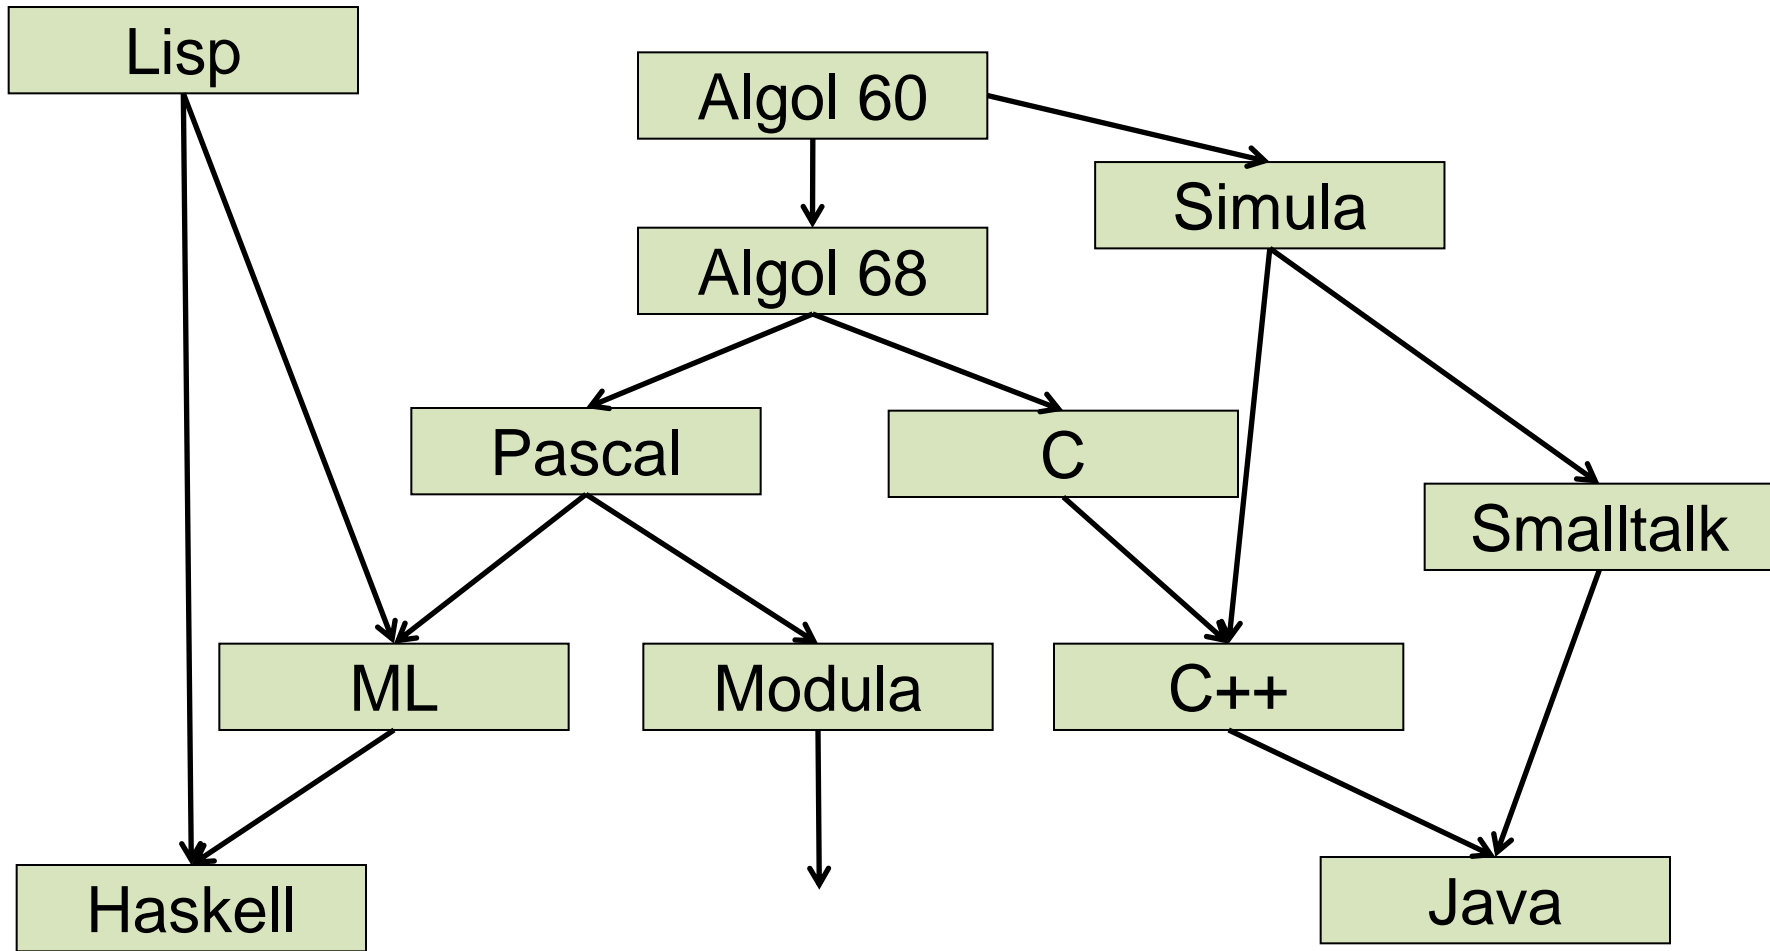 Lisp
Algol 60
Simula
Algol 68
Pascal
C
Smalltalk
ML
Modula
C++
Haskell
Java